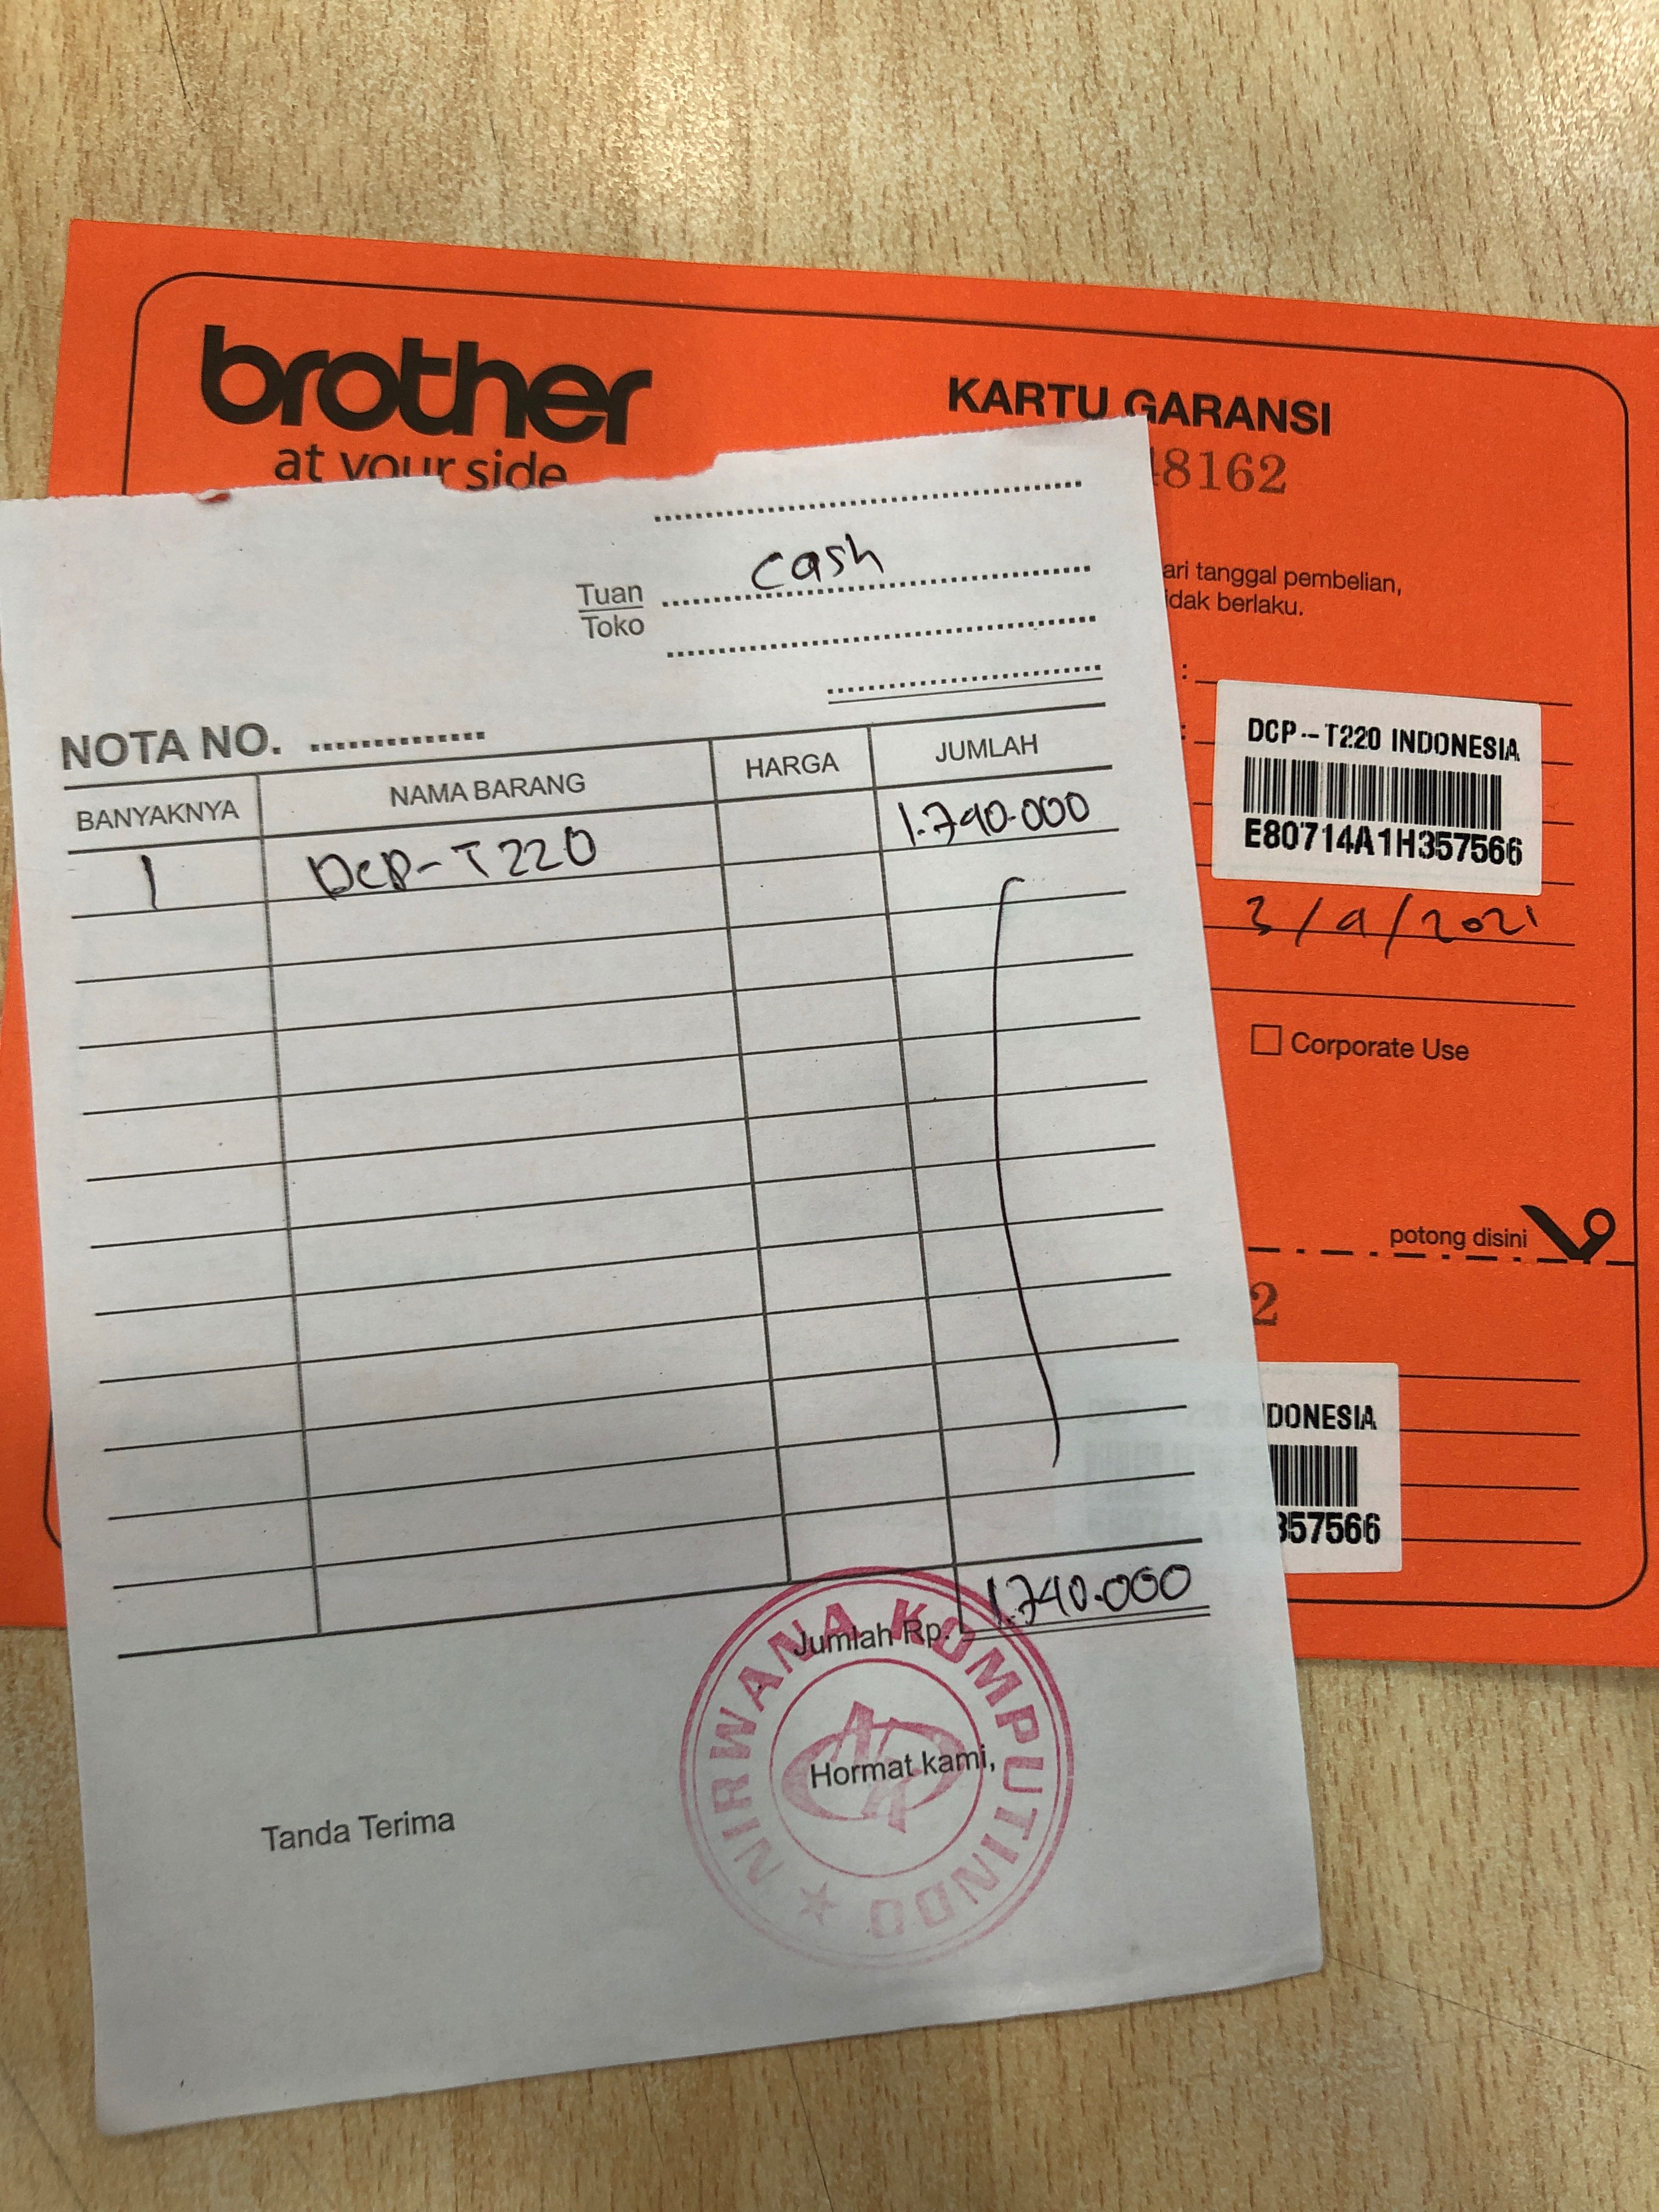 brother
at your side
KARTU GARANSI
48162
ari tanggal pembelian,
idak berlaku.
DCP-T220 INDONESIA
E80714A1H357566
3/9/2021
Corporate Use
potong disini
2
DONESIA
357566
cash
Tuan
Toko
NOTA NO.
BANYAKNYA NAMA BARANG HARGA JUMLAH
1 DCP-T220 1.740.000
Jumlah Rp. 1.740.000
Tanda Terima
Hormat kami,
NIRWANA KOMPUTINDO